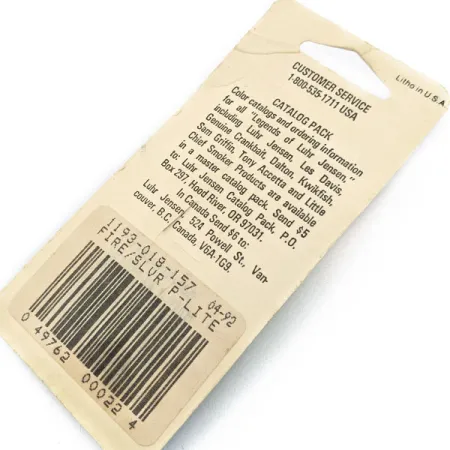 Litho in U.S.A.
CUSTOMER SERVICE
1-800-535-1711 USA
CATALOG PACK
Color catalogs and ordering information
for all "Legends of Luhr Jensen,"
including Luhr Jensen, Les Davis,
Genuine Crankbait, Dalton, Kwikfish,
Sam Griffin, Tony Accetta and Little
Chief Smoker Products are available
in a master catalog pack. Send $5
to: Luhr Jensen Catalog Pack, P.O.
Box 297, Hood River, OR 97031.
In Canada Send $6 to:
Luhr Jensen, 524 Powell St., Van-
couver, B.C. Canada, V6A1G9.
1193-018-157 04-92
FIRE/SLVR P-LITE
0 49762 00022 4